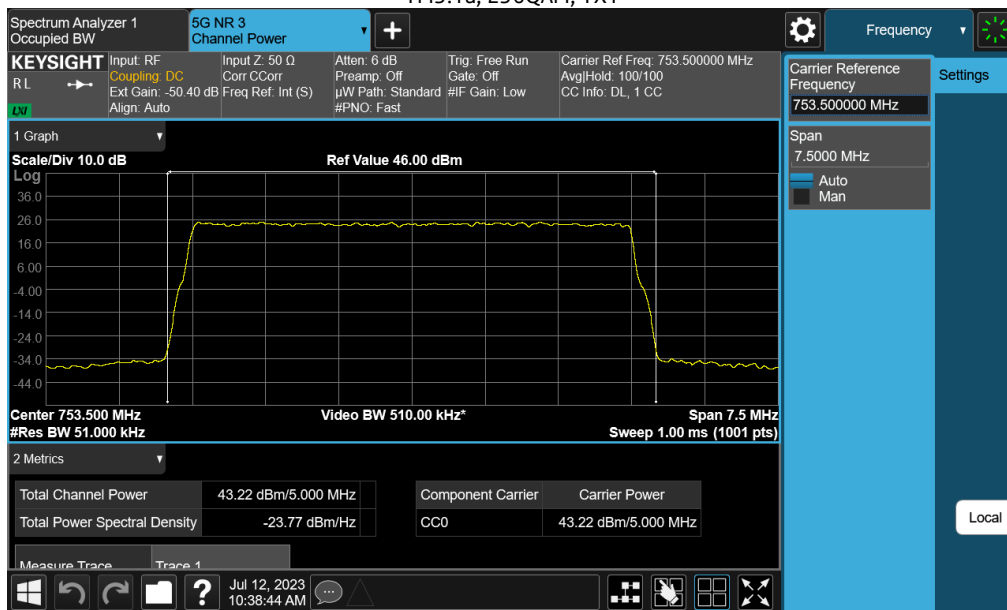 Spectrum Analyzer 1
Occupied BW
5G NR 3
Channel Power
Frequency
KEYSIGHT
RL
LXI
Input: RF
Coupling: DC
Ext Gain: -50.40 dB
Align: Auto
Input Z: 50 Ω
Corr CCorr
Freq Ref: Int (S)
Atten: 6 dB
Preamp: Off
µW Path: Standard
#PNO: Fast
Trig: Free Run
Gate: Off
#IF Gain: Low
Carrier Ref Freq: 753.500000 MHz
Avg|Hold: 100/100
CC Info: DL, 1 CC
Carrier Reference
Frequency
753.500000 MHz
Settings
Span
7.5000 MHz
Auto
Man
1 Graph
Scale/Div 10.0 dB
Ref Value 46.00 dBm
Log
36.0
26.0
16.0
6.00
-4.00
-14.0
-24.0
-34.0
-44.0
Center 753.500 MHz
Video BW 510.00 kHz*
Span 7.5 MHz
#Res BW 51.000 kHz
Sweep 1.00 ms (1001 pts)
2 Metrics
Total Channel Power 43.22 dBm/5.000 MHz
Total Power Spectral Density -23.77 dBm/Hz
Component Carrier Carrier Power
CC0 43.22 dBm/5.000 MHz
Measure Trace Trace 1
Local
Jul 12, 2023
10:38:44 AM